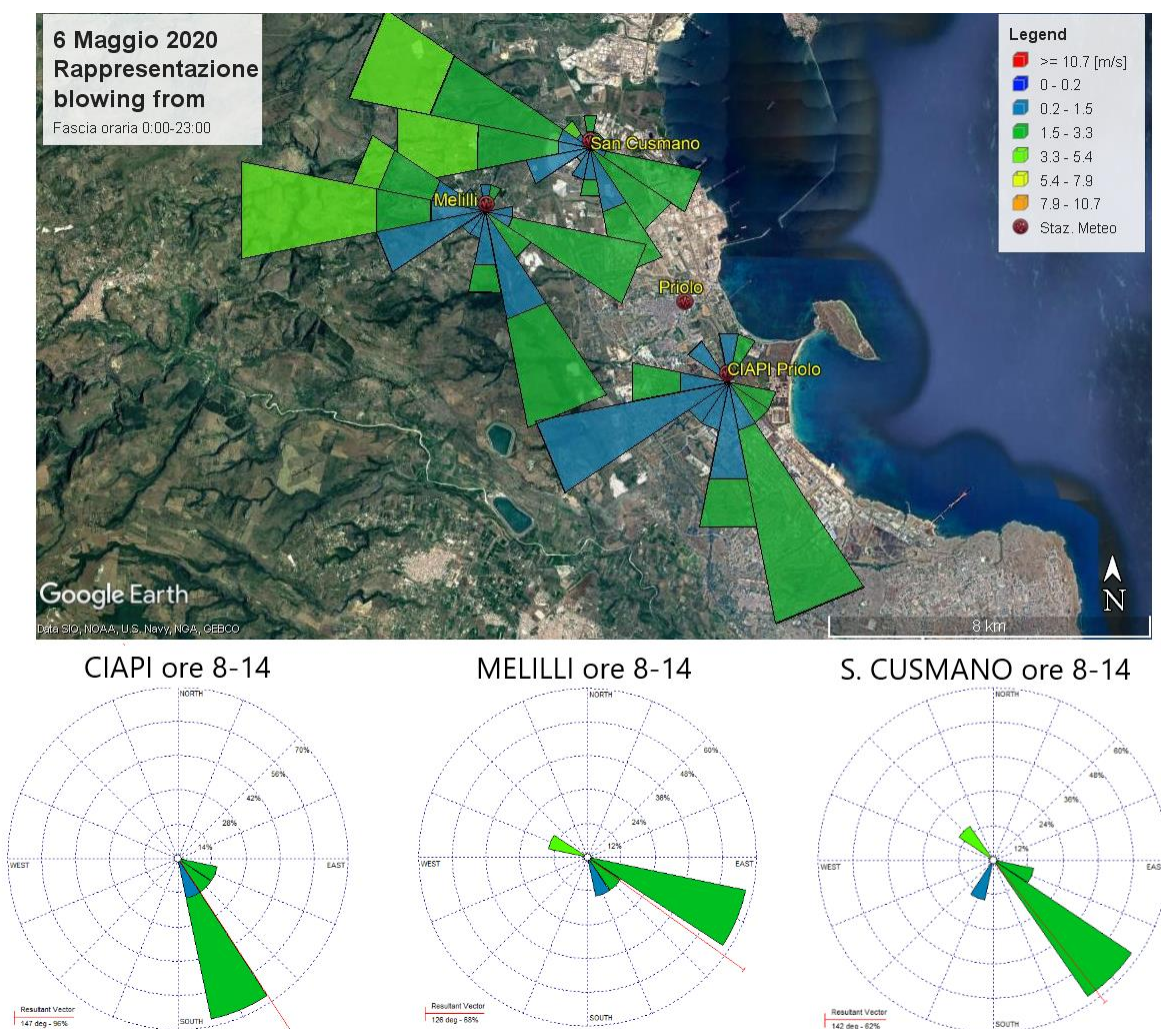 6 Maggio 2020
Rappresentazione
blowing from
Fascia oraria 0:00-23:00
Legend
>= 10.7 [m/s]
0 - 0.2
0.2 - 1.5
1.5 - 3.3
3.3 - 5.4
5.4 - 7.9
7.9 - 10.7
Staz. Meteo
San Cusmano
Melilli
Priolo
CIAPI Priolo
Google Earth
Data SIO, NOAA, U.S. Navy, NGA, GEBCO
N
8 km
CIAPI ore 8-14
NORTH
70%
56%
42%
28%
14%
WEST
EAST
SOUTH
Resultant Vector
147 deg - 96%
MELILLI ore 8-14
NORTH
60%
48%
36%
24%
12%
WEST
EAST
SOUTH
Resultant Vector
126 deg - 68%
S. CUSMANO ore 8-14
NORTH
60%
48%
36%
24%
12%
WEST
EAS
SOUTH
Resultant Vector
142 deg - 62%